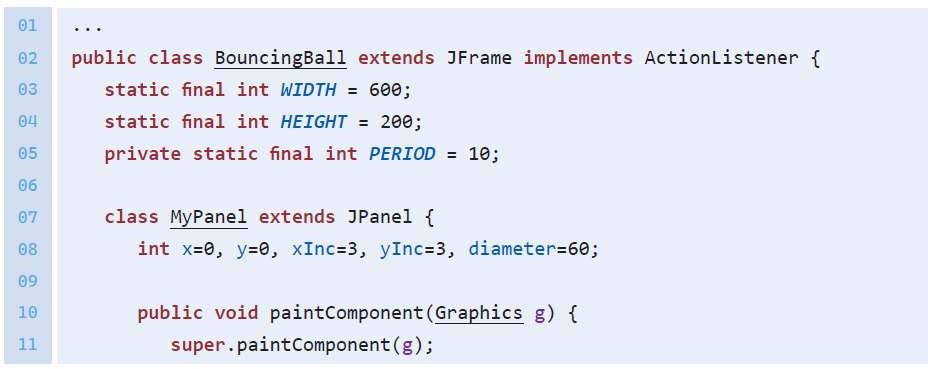 01 ...
02 public class BouncingBall extends JFrame implements ActionListener {
03 static final int WIDTH = 600;
04 static final int HEIGHT = 200;
05 private static final int PERIOD = 10;
06
07 class MyPanel extends JPanel {
08 int x=0, y=0, xInc=3, yInc=3, diameter=60;
09
10 public void paintComponent(Graphics g) {
11 super.paintComponent(g);